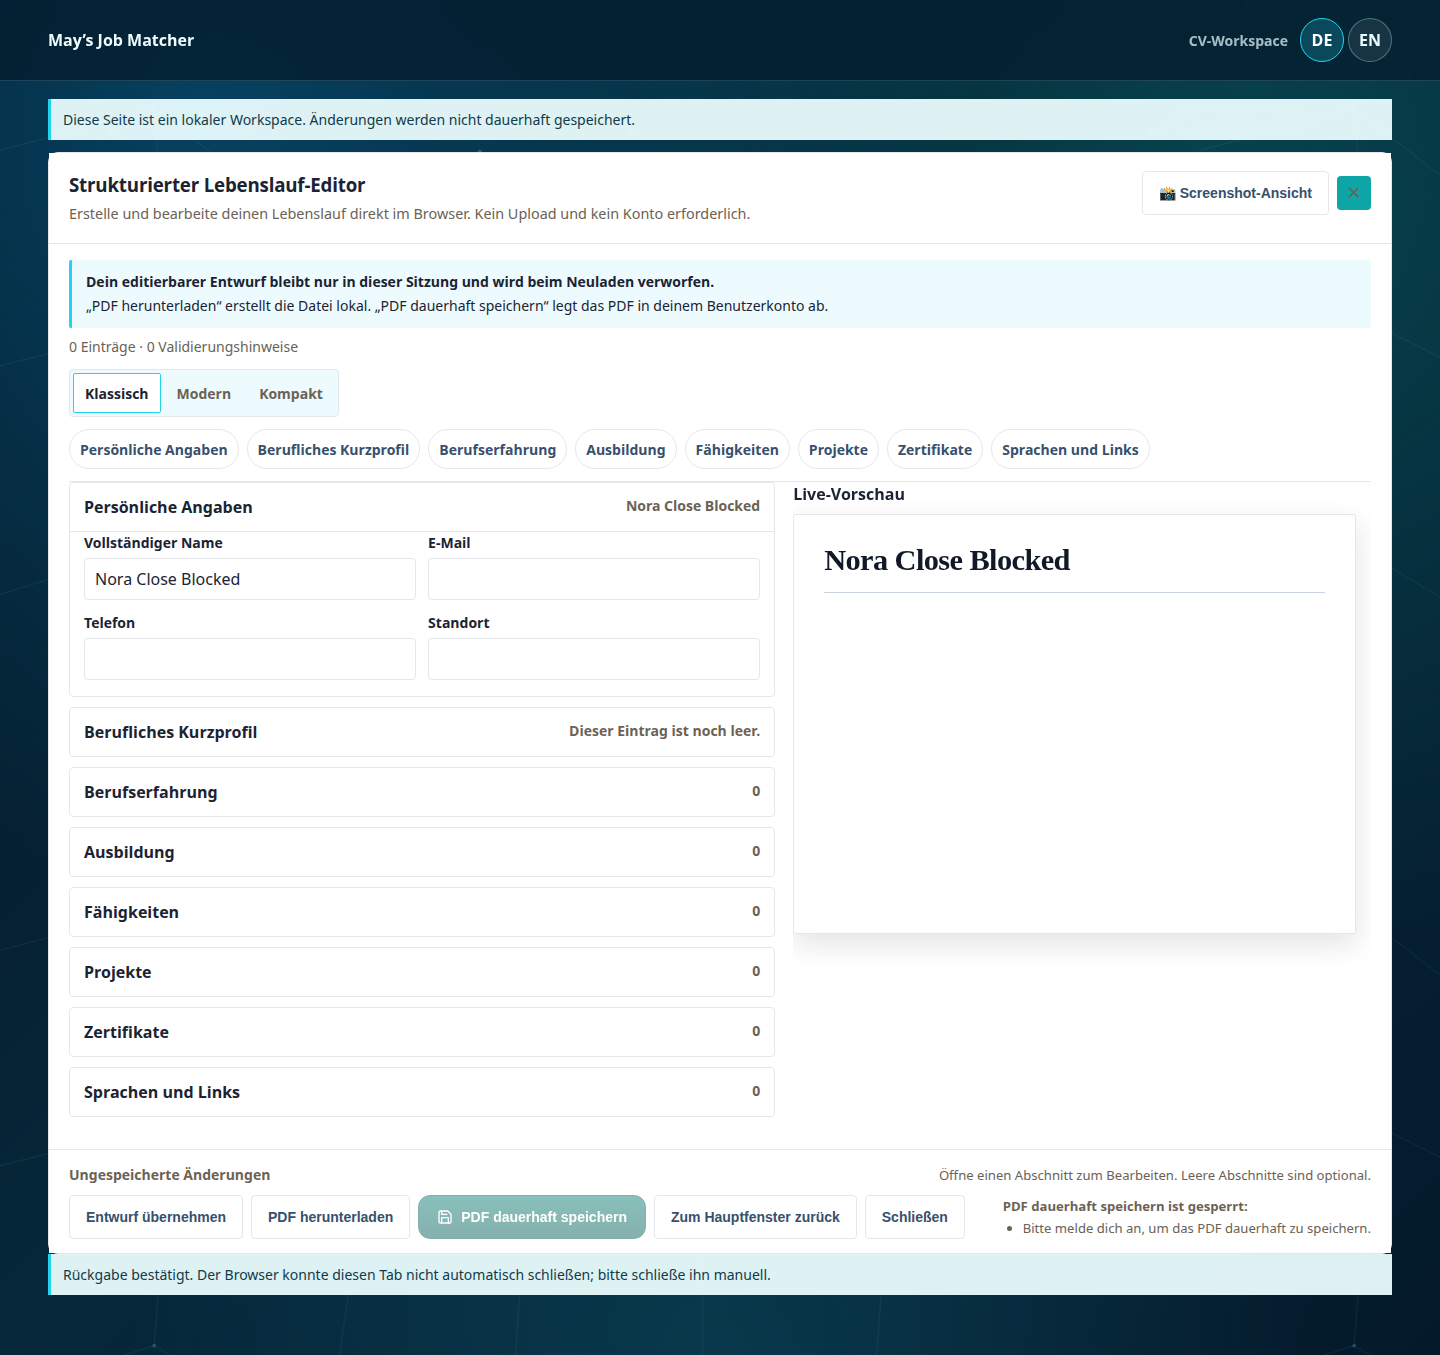 May’s Job Matcher
CV-Workspace DE EN
Diese Seite ist ein lokaler Workspace. Änderungen werden nicht dauerhaft gespeichert.
Strukturierter Lebenslauf-Editor
Erstelle und bearbeite deinen Lebenslauf direkt im Browser. Kein Upload und kein Konto erforderlich.
📸 Screenshot-Ansicht ✕
Dein editierbarer Entwurf bleibt nur in dieser Sitzung und wird beim Neuladen verworfen.
„PDF herunterladen“ erstellt die Datei lokal. „PDF dauerhaft speichern“ legt das PDF in deinem Benutzerkonto ab.
0 Einträge · 0 Validierungshinweise
Klassisch Modern Kompakt
Persönliche Angaben Berufliches Kurzprofil Berufserfahrung Ausbildung Fähigkeiten Projekte Zertifikate Sprachen und Links
Persönliche Angaben Nora Close Blocked
Vollständiger Name E-Mail
Nora Close Blocked
Telefon Standort
Berufliches Kurzprofil Dieser Eintrag ist noch leer.
Berufserfahrung 0
Ausbildung 0
Fähigkeiten 0
Projekte 0
Zertifikate 0
Sprachen und Links 0
Live-Vorschau
Nora Close Blocked
Ungespeicherte Änderungen
Öffne einen Abschnitt zum Bearbeiten. Leere Abschnitte sind optional.
Entwurf übernehmen PDF herunterladen PDF dauerhaft speichern Zum Hauptfenster zurück Schließen
PDF dauerhaft speichern ist gesperrt:
• Bitte melde dich an, um das PDF dauerhaft zu speichern.
Rückgabe bestätigt. Der Browser konnte diesen Tab nicht automatisch schließen; bitte schließe ihn manuell.